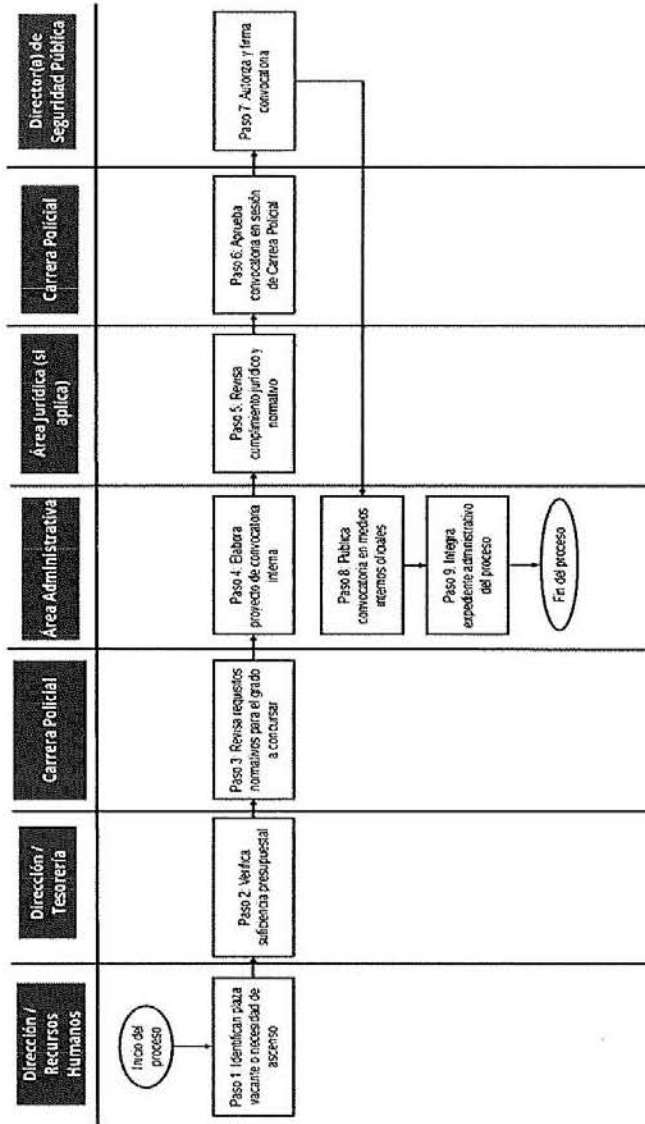 Dirección /
Recursos
Humanos
Dirección /
Tesorería
Carrera Policial
Área Administrativa
Área Jurídica (si
aplica)
Carrera Policial
Director(a) de
Seguridad Pública
Inicio del
proceso
Paso 1: Identifican plaza
vacante o necesidad de
ascenso
Paso 2: Verifica
suficiencia presupuestal
Paso 3: Revisa requisitos
normativos para el grado
a concursar
Paso 4: Elabora
proyecto de convocatoria
interna
Paso 5: Revisa
cumplimiento jurídico y
normativo
Paso 6: Aprueba
convocatoria en sesión
de Carrera Policial
Paso 7: Autoriza y firma
convocatoria
Paso 8: Publica
convocatoria en medios
internos oficiales
Paso 9: Integra
expediente administrativo
del proceso
Fin del proceso